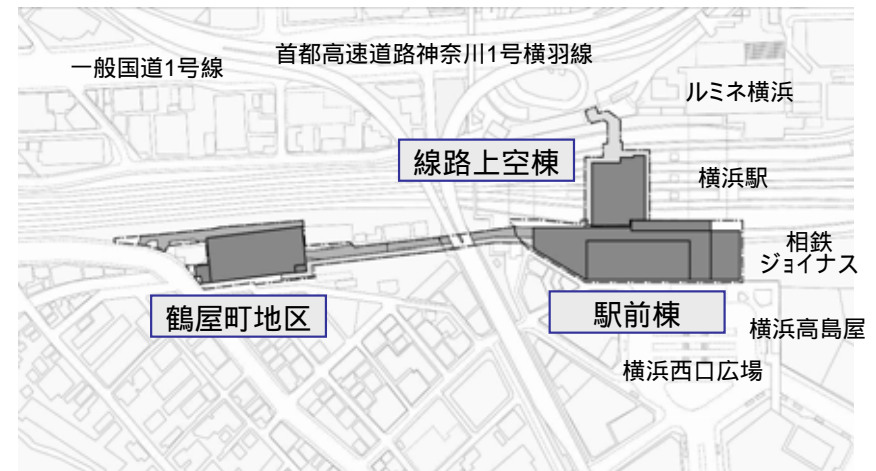 首都高速道路神奈川1号横羽線
一般国道1号線
ルミネ横浜
線路上空棟
横浜駅
相鉄
ジョイナス
鶴屋町地区
駅前棟
横浜高島屋
横浜西口広場